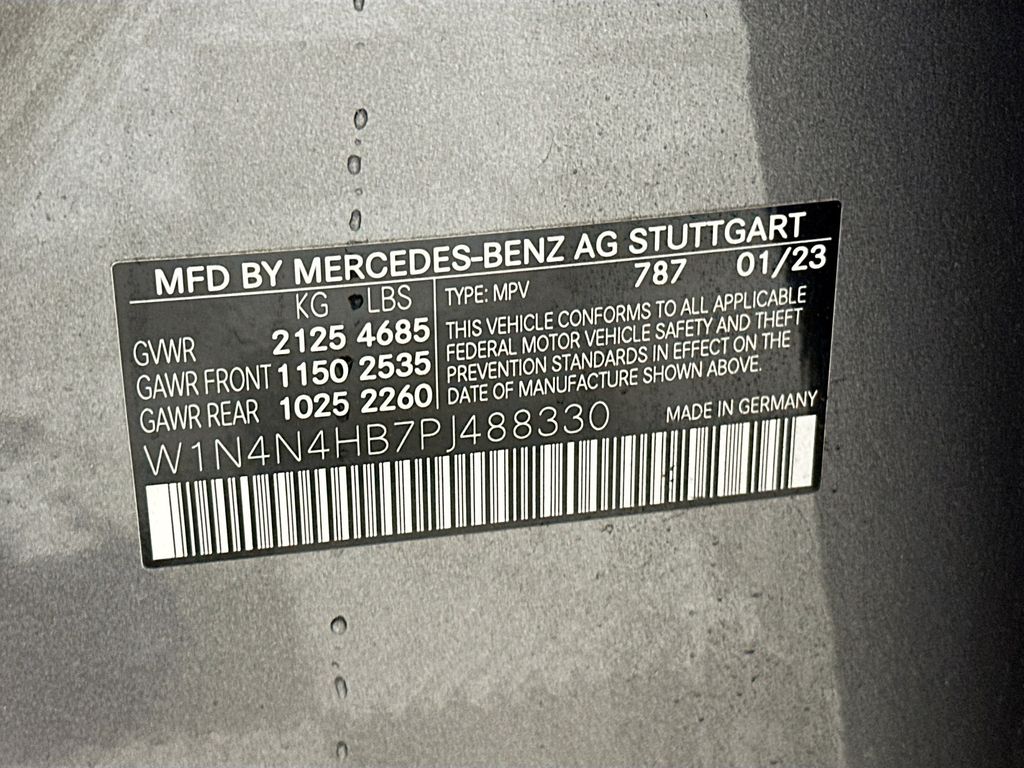 MFD BY MERCEDES-BENZ AG STUTTGART
787 01/23
KG LBS
GVWR 2125 4685
GAWR FRONT 1150 2535
GAWR REAR 1025 2260
TYPE: MPV
THIS VEHICLE CONFORMS TO ALL APPLICABLE
FEDERAL MOTOR VEHICLE SAFETY AND THEFT
PREVENTION STANDARDS IN EFFECT ON THE
DATE OF MANUFACTURE SHOWN ABOVE.
W1N4N4HB7PJ488330
MADE IN GERMANY